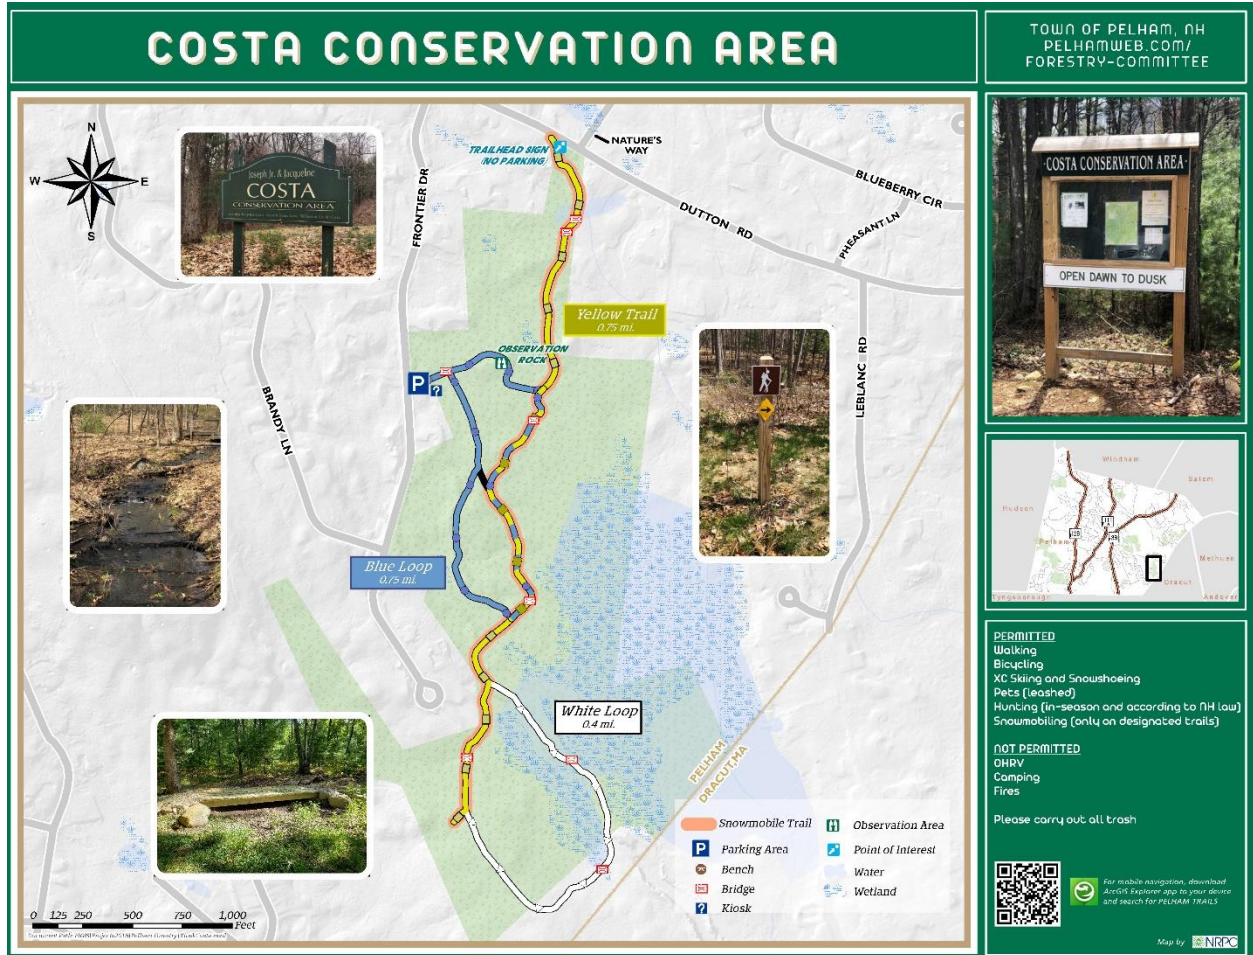 COSTA CONSERVATION AREA
TOWN OF PELHAM, NH
PELHAMWEB.COM/
FORESTRY-COMMITTEE
N
W
E
S
Joseph Jr. & Jacqueline
COSTA
CONSERVATION AREA
TRAILHEAD SIGN
(NO PARKING)
NATURE'S
WAY
FRONTIER DR
DUTTON RD
BLUEBERRY CIR
PHEASANT LN
Yellow Trail
0.75 mi.
OBSERVATION
ROCK
P
?
BRANDY LN
LEBLANC RD
Blue Loop
0.75 mi.
White Loop
0.4 mi.
PELHAM
DRACUT, MA
Snowmobile Trail
P Parking Area
Bench
Bridge
? Kiosk
Observation Area
Point of Interest
Water
Wetland
0 125 250 500 750 1,000
Feet
COSTA CONSERVATION AREA
OPEN DAWN TO DUSK
Windham
Salem
Hudson
Pelham
Methuen
Dracut
Tyngsborough
Andover
PERMITTED
Walking
Bicycling
XC Skiing and Snowshoeing
Pets (leashed)
Hunting (in-season and according to NH law)
Snowmobiling (only on designated trails)
NOT PERMITTED
OHRV
Camping
Fires
Please carry out all trash
For mobile navigation, download
ArcGIS Explorer app to your device
and search for PELHAM TRAILS
Map by NRPC